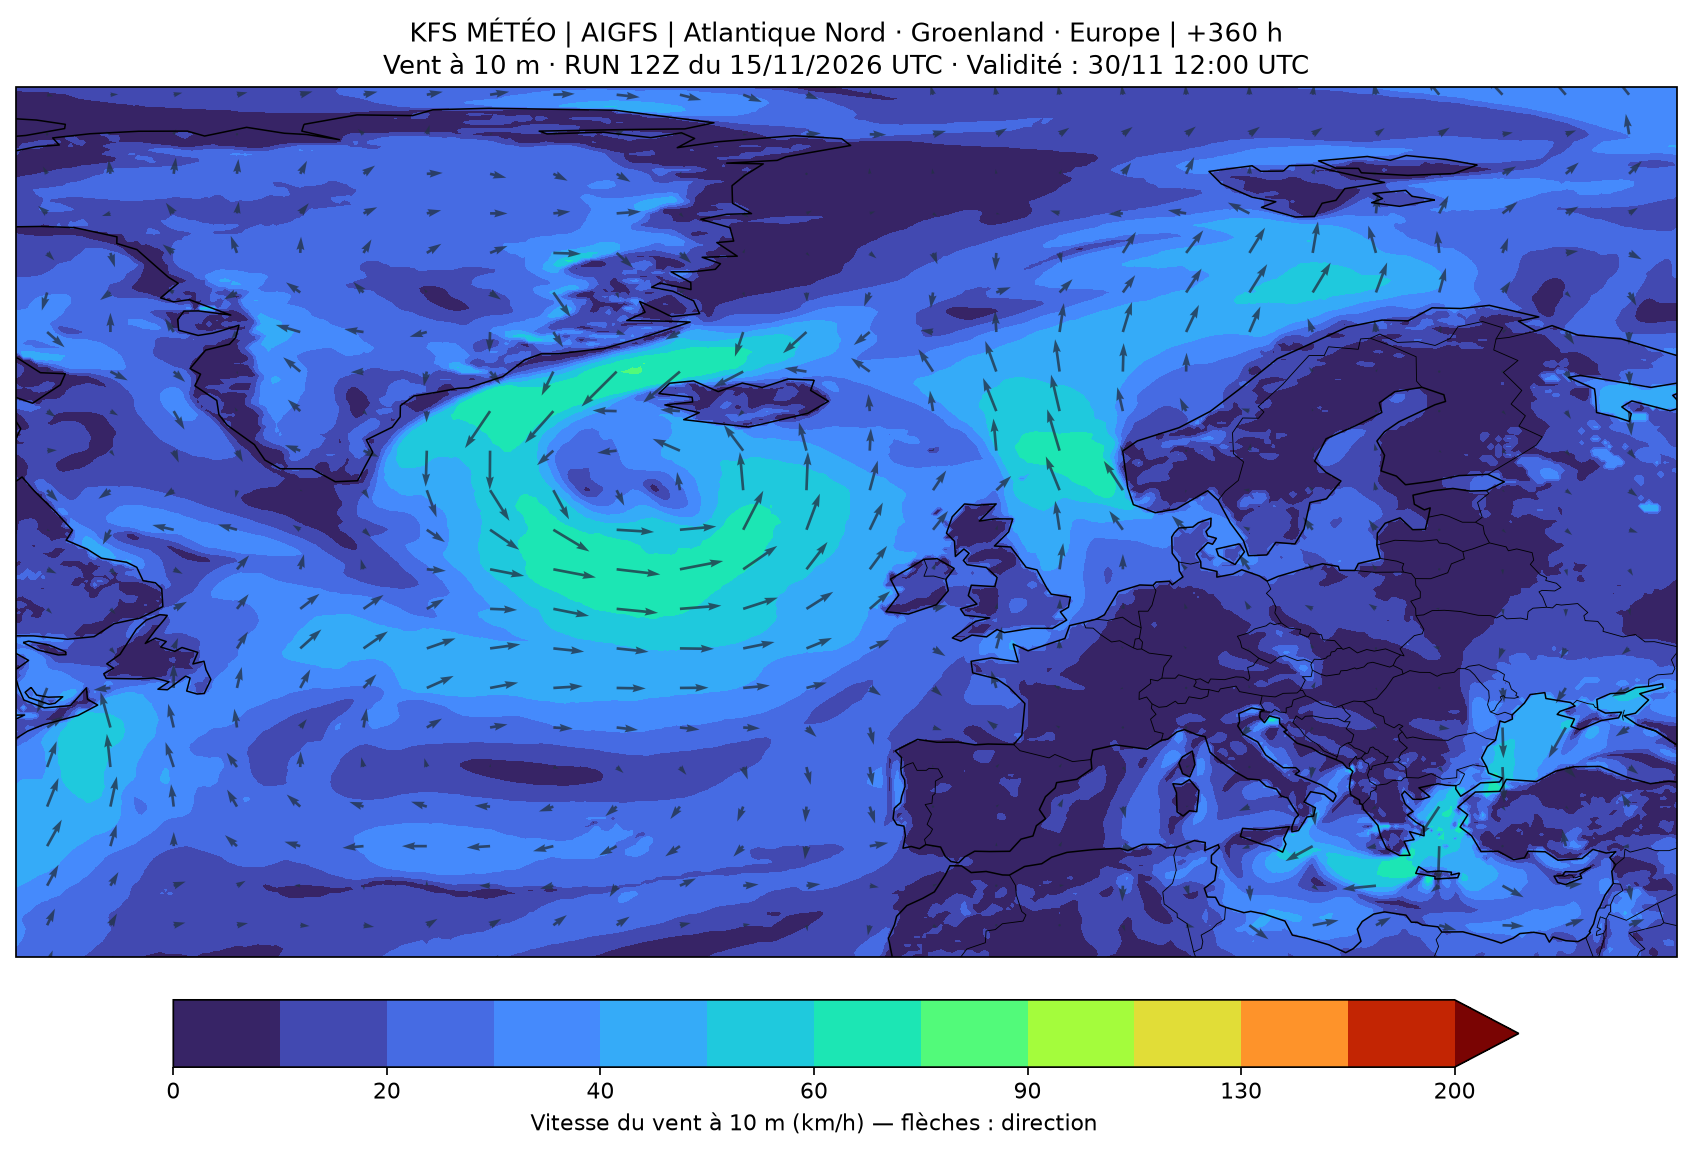 KFS MÉTÉO | AIGFS | Atlantique Nord · Groenland · Europe | +360 h
Vent à 10 m · RUN 12Z du 15/11/2026 UTC · Validité : 30/11 12:00 UTC
0 20 40 60 90 130 200
Vitesse du vent à 10 m (km/h) — flèches : direction